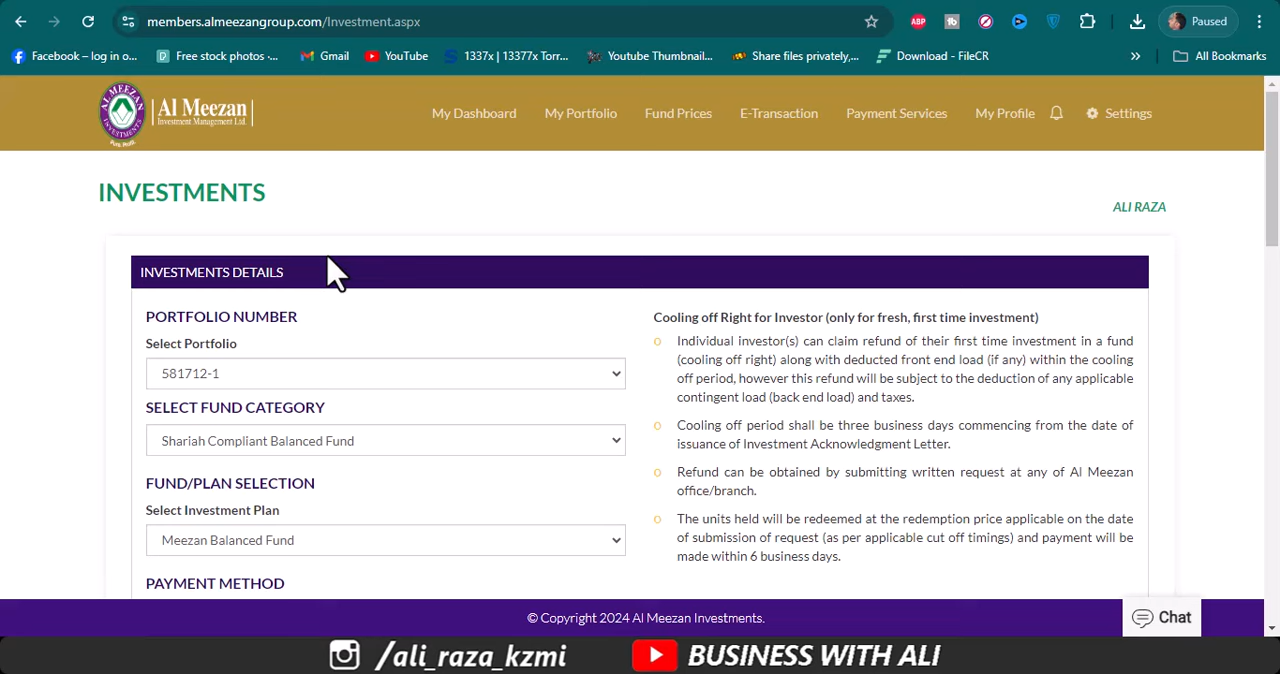 members.almeezangroup.com/Investment.aspx
ABP
Paused
Facebook – log in o...
Free stock photos -...
Gmail
YouTube
1337x | 13377x Torr...
Youtube Thumbnail...
Share files privately,...
Download - FileCR
»
All Bookmarks
AL MEEZAN INVESTMENTS
Al Meezan
Investment Management Ltd.
My Dashboard
My Portfolio
Fund Prices
E-Transaction
Payment Services
My Profile
Settings
INVESTMENTS
ALI RAZA
INVESTMENTS DETAILS
PORTFOLIO NUMBER
Select Portfolio
581712-1
SELECT FUND CATEGORY
Shariah Compliant Balanced Fund
FUND/PLAN SELECTION
Select Investment Plan
Meezan Balanced Fund
PAYMENT METHOD
Cooling off Right for Investor (only for fresh, first time investment)
o Individual investor(s) can claim refund of their first time investment in a fund
(cooling off right) along with deducted front end load (if any) within the cooling
off period, however this refund will be subject to the deduction of any applicable
contingent load (back end load) and taxes.
o Cooling off period shall be three business days commencing from the date of
issuance of Investment Acknowledgment Letter.
o Refund can be obtained by submitting written request at any of Al Meezan
office/branch.
o The units held will be redeemed at the redemption price applicable on the date
of submission of request (as per applicable cut off timings) and payment will be
made within 6 business days.
© Copyright 2024 Al Meezan Investments.
Chat
/ali_raza_kzmi
BUSINESS WITH ALI